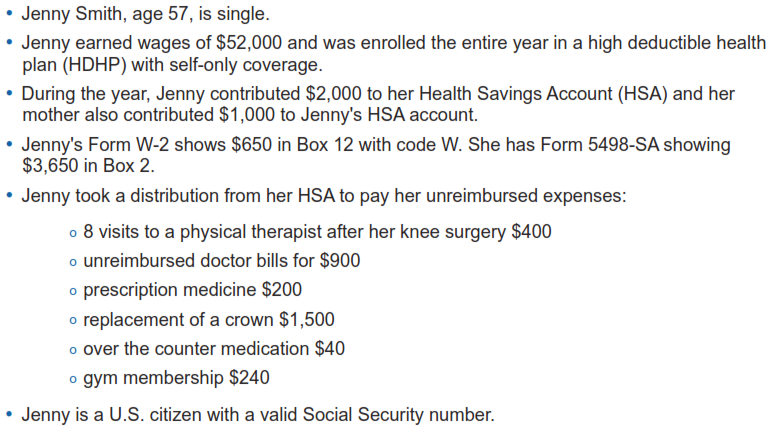 • Jenny Smith, age 57, is single.
• Jenny earned wages of $52,000 and was enrolled the entire year in a high deductible health
plan (HDHP) with self-only coverage.
• During the year, Jenny contributed $2,000 to her Health Savings Account (HSA) and her
mother also contributed $1,000 to Jenny's HSA account.
• Jenny's Form W-2 shows $650 in Box 12 with code W. She has Form 5498-SA showing
$3,650 in Box 2.
• Jenny took a distribution from her HSA to pay her unreimbursed expenses:
o 8 visits to a physical therapist after her knee surgery $400
o unreimbursed doctor bills for $900
o prescription medicine $200
o replacement of a crown $1,500
o over the counter medication $40
o gym membership $240
• Jenny is a U.S. citizen with a valid Social Security number.